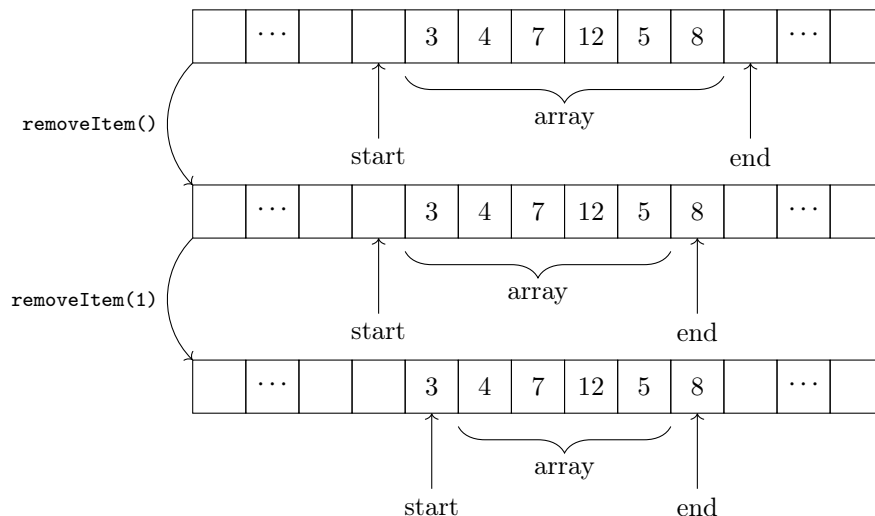 ⋯ 3 4 7 12 5 8 ⋯
array
removeItem()
start end
⋯ 3 4 7 12 5 8 ⋯
array
removeItem(1)
start end
⋯ 3 4 7 12 5 8 ⋯
array
start end